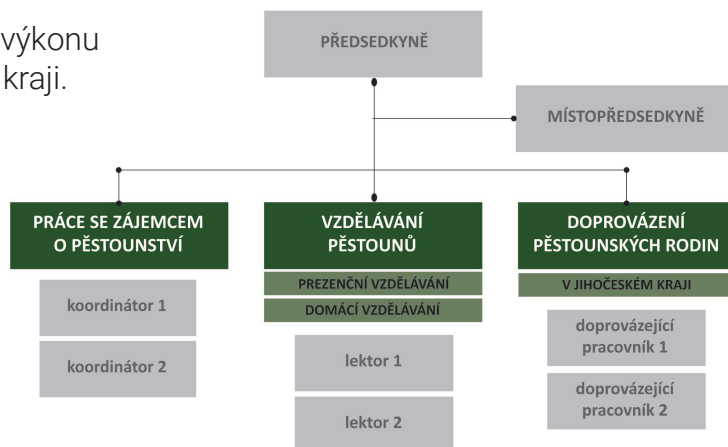 výkonu
kraji.
PŘEDSEDKYNĚ
MÍSTOPŘEDSEDKYNĚ
PRÁCE SE ZÁJEMCEM
O PĚSTOUNSTVÍ
koordinátor 1
koordinátor 2
VZDĚLÁVÁNÍ
PĚSTOUNŮ
PREZENČNÍ VZDĚLÁVÁNÍ
DOMÁCÍ VZDĚLÁVÁNÍ
lektor 1
lektor 2
DOPROVÁZENÍ
PĚSTOUNSKÝCH RODIN
V JIHOČESKÉM KRAJI
doprovázející
pracovník 1
doprovázející
pracovník 2